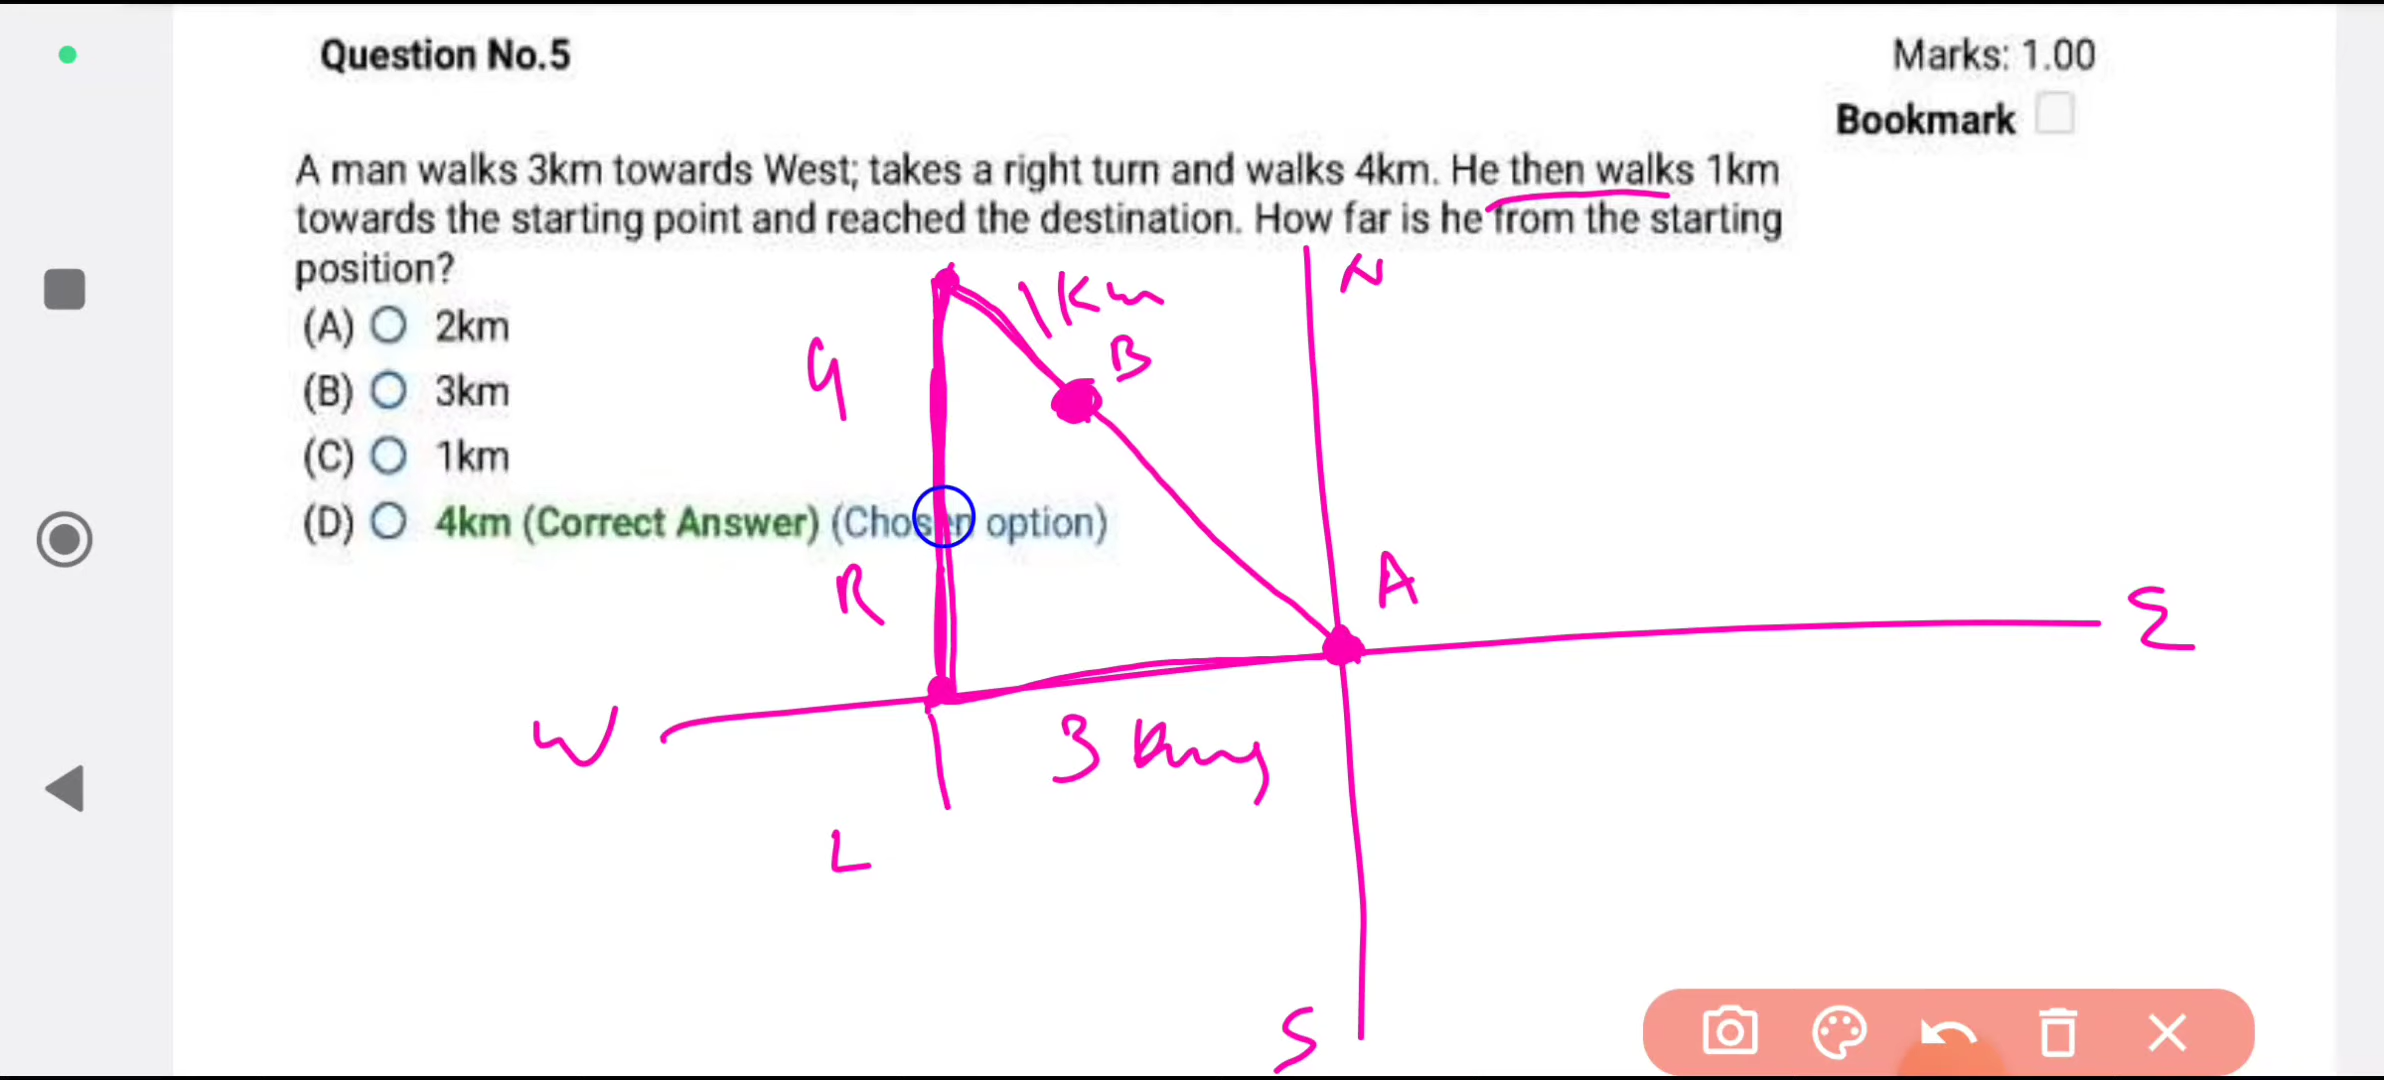 Question No.5
Marks: 1.00
Bookmark
A man walks 3km towards West; takes a right turn and walks 4km. He then walks 1km
towards the starting point and reached the destination. How far is he from the starting
position?
(A) 2km
(B) 3km
(C) 1km
(D) 4km (Correct Answer) (Chosen option)
N
1km
B
4
A
R
E
W
3
L
S